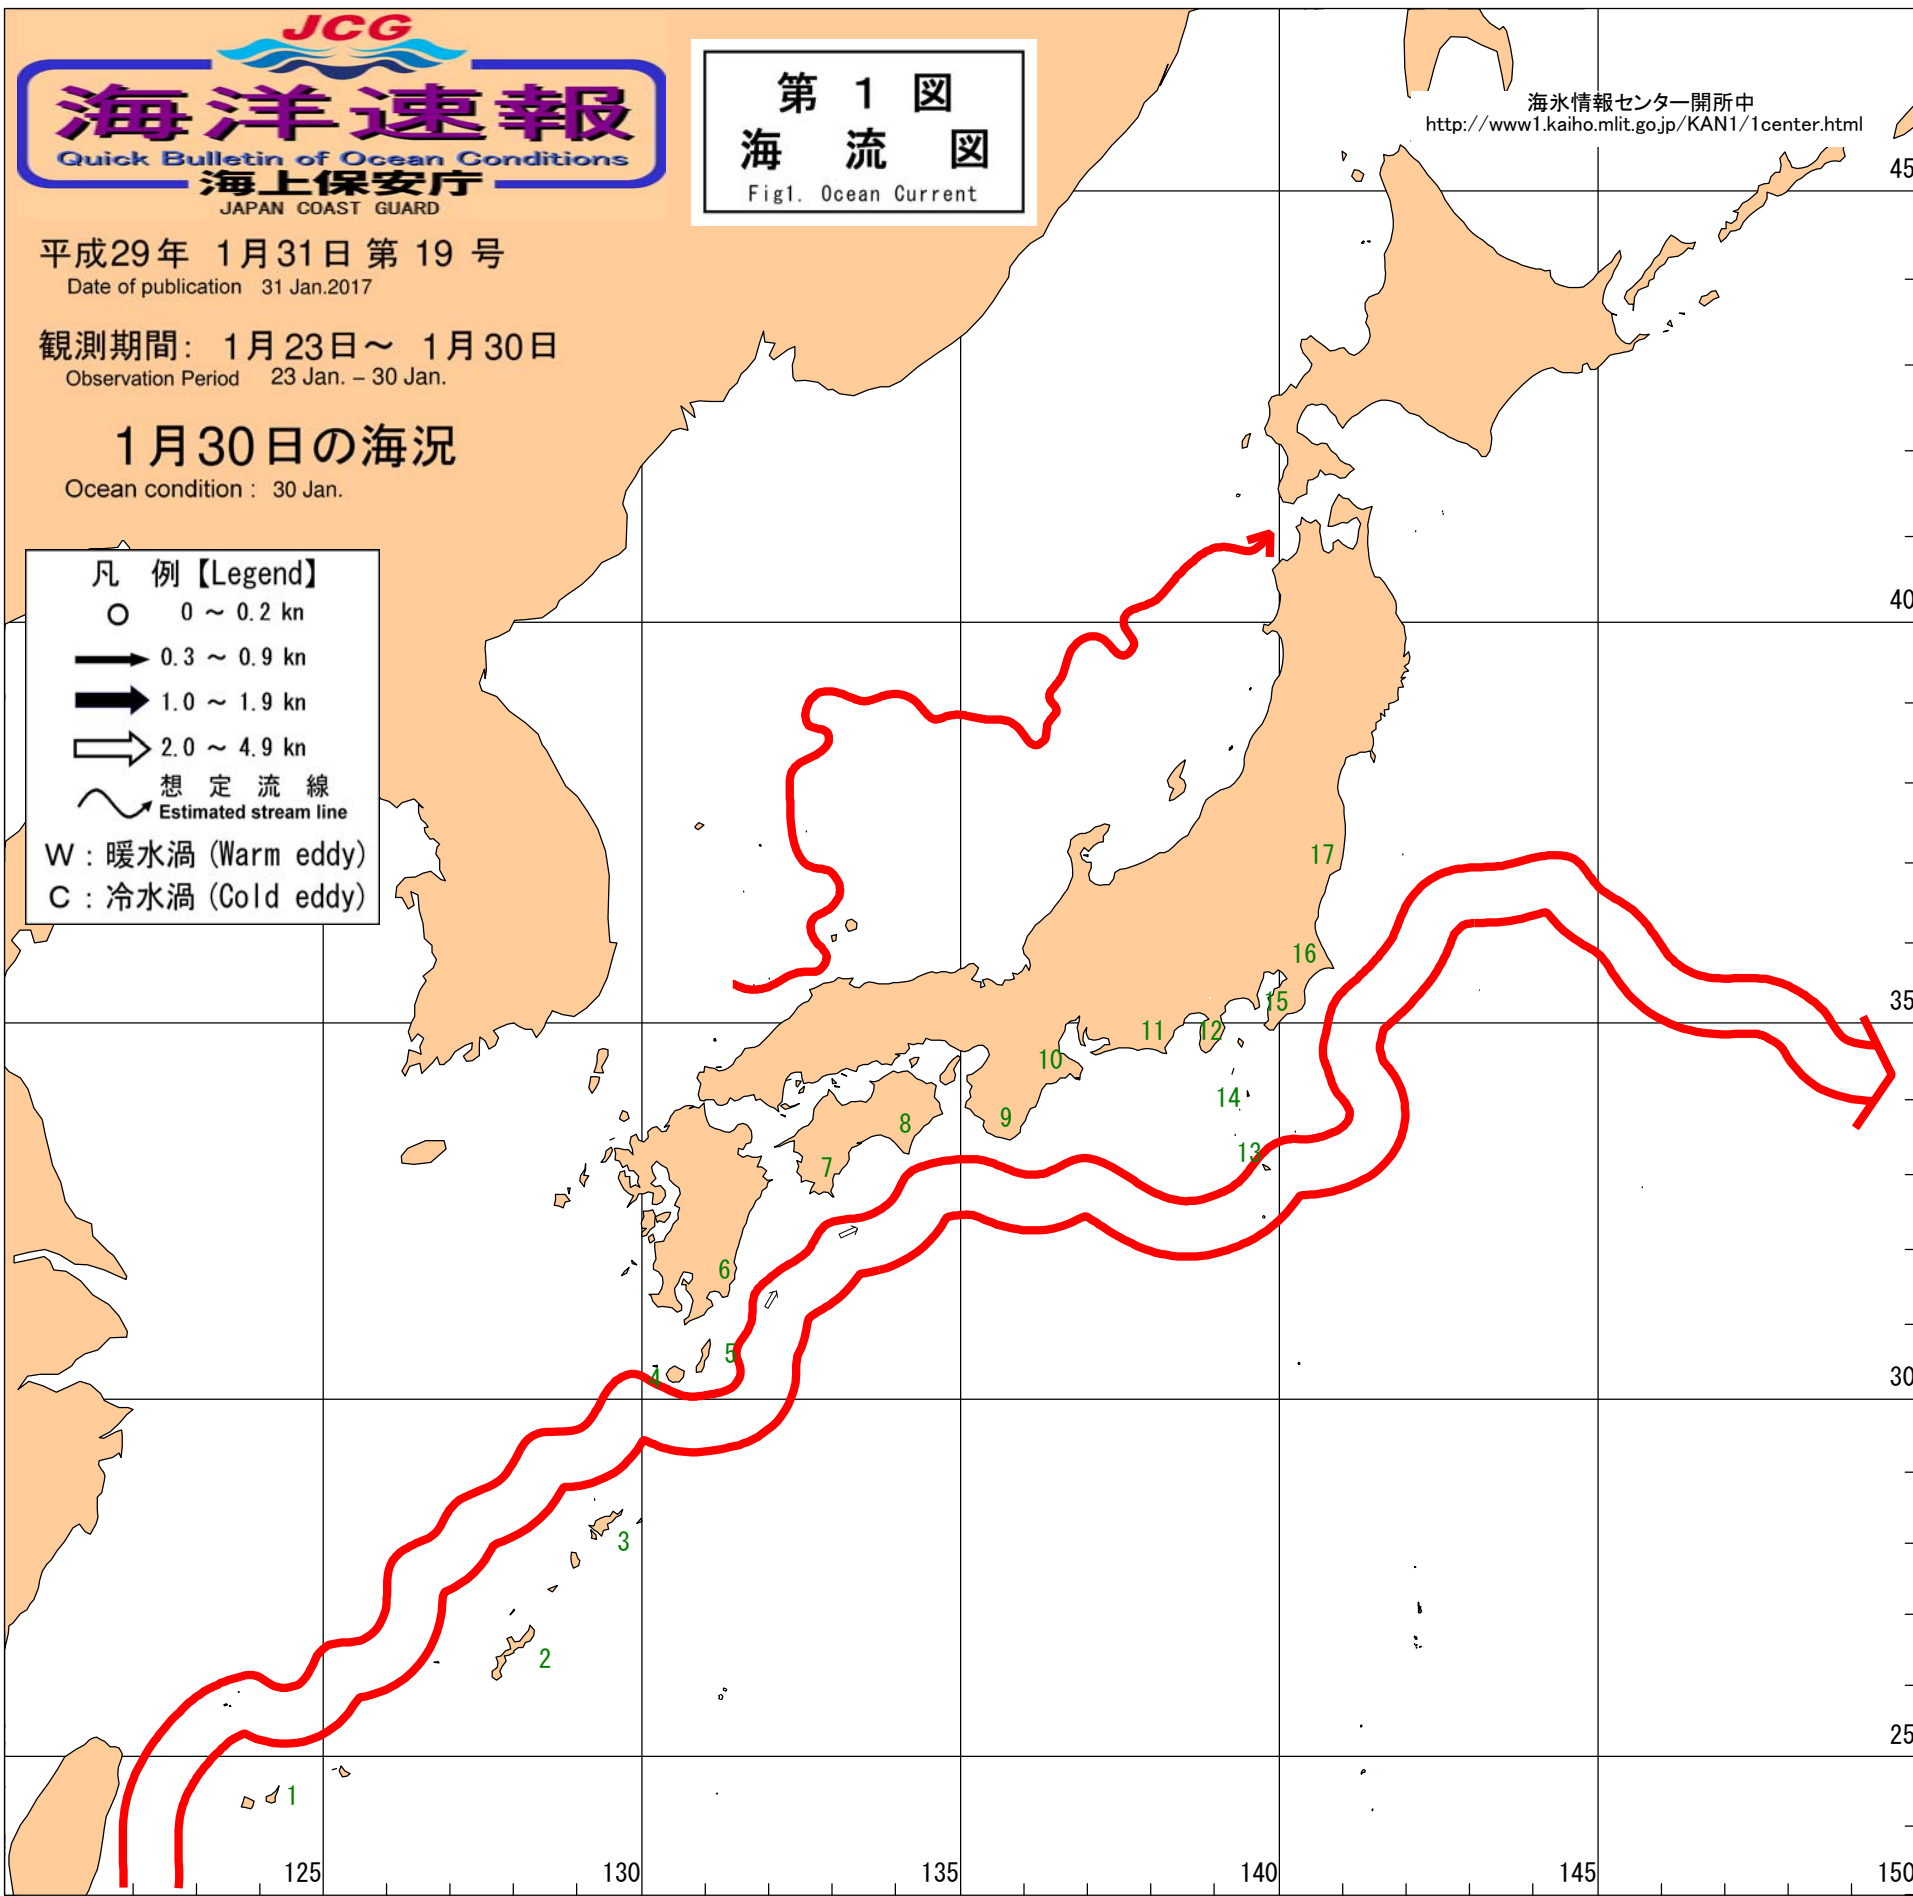 JCG
海洋速報
Quick Bulletin of Ocean Conditions
海上保安庁
JAPAN COAST GUARD
第 1 図
海 流 図
Fig1. Ocean Current
海氷情報センター開所中
http://www1.kaiho.mlit.go.jp/KAN1/1center.html
平成29年 1月31日 第 19 号
Date of publication 31 Jan.2017
観測期間: 1月23日～ 1月30日
Observation Period 23 Jan. – 30 Jan.
1月30日の海況
Ocean condition : 30 Jan.
凡 例【Legend】
0 ～ 0.2 kn
0.3 ～ 0.9 kn
1.0 ～ 1.9 kn
2.0 ～ 4.9 kn
想 定 流 線
Estimated stream line
W : 暖水渦 (Warm eddy)
C : 冷水渦 (Cold eddy)
45
40
17
16
35
15
12
11
10
14
9
8
13
7
6
5
4
30
3
2
25
1
125
130
135
140
145
150